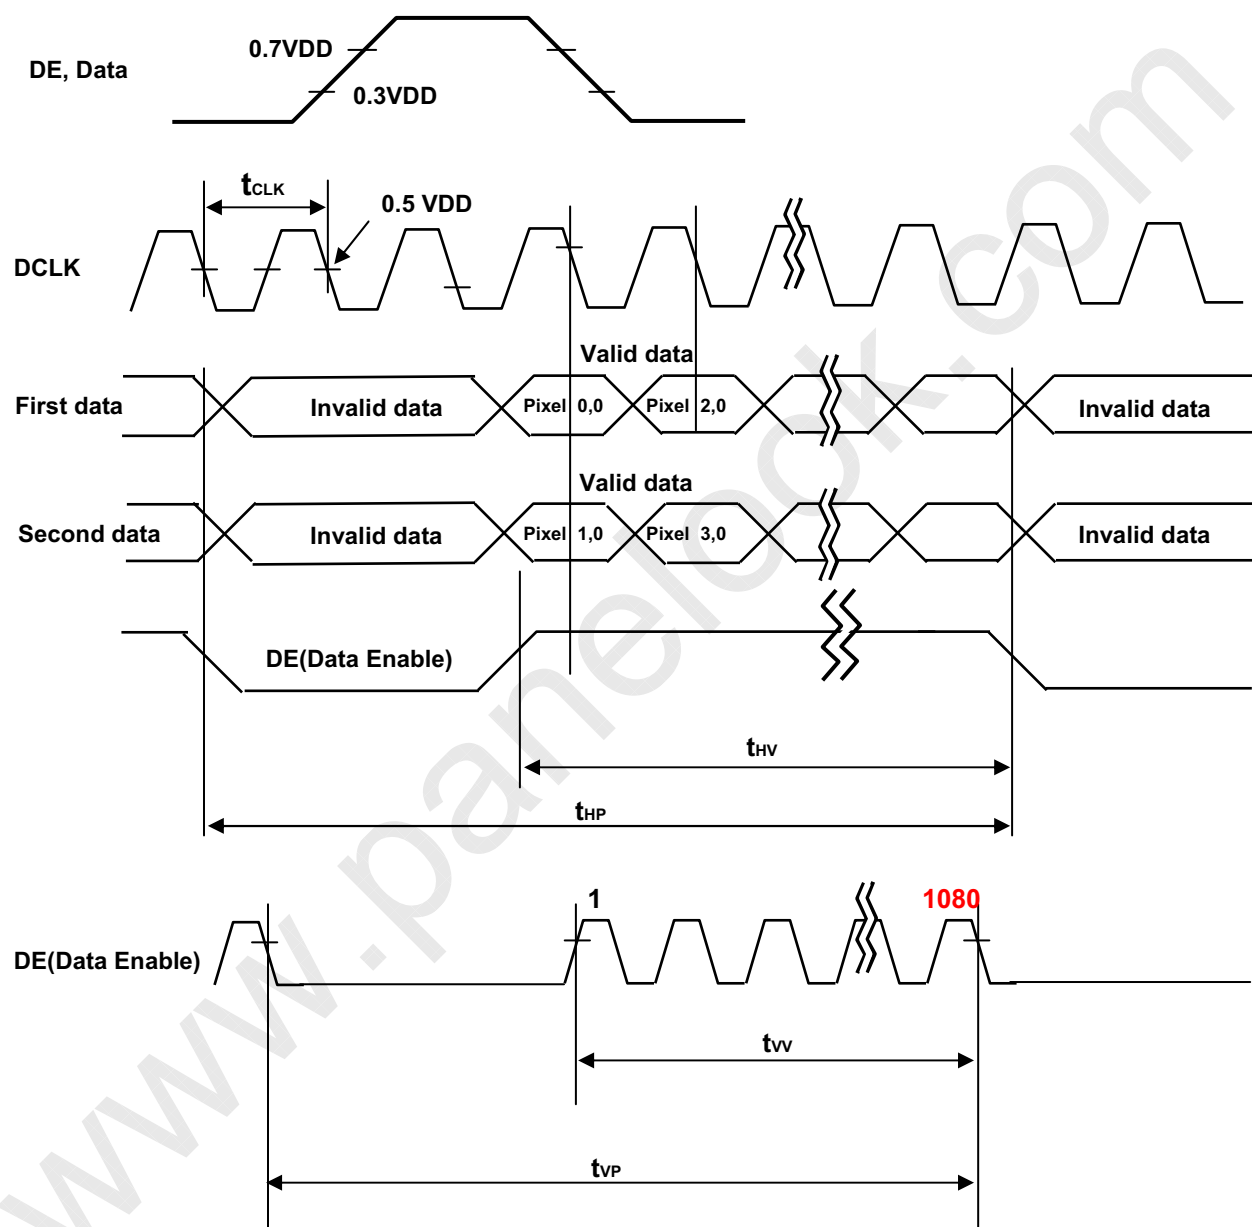 0.7VDD
DE, Data
0.3VDD
tCLK
0.5 VDD
DCLK
Valid data
First data
Invalid data
Pixel 0,0
Pixel 2,0
Invalid data
Valid data
Second data
Invalid data
Pixel 1,0
Pixel 3,0
Invalid data
DE(Data Enable)
tHV
tHP
1
1080
DE(Data Enable)
tVV
tVP
www.panelook.com